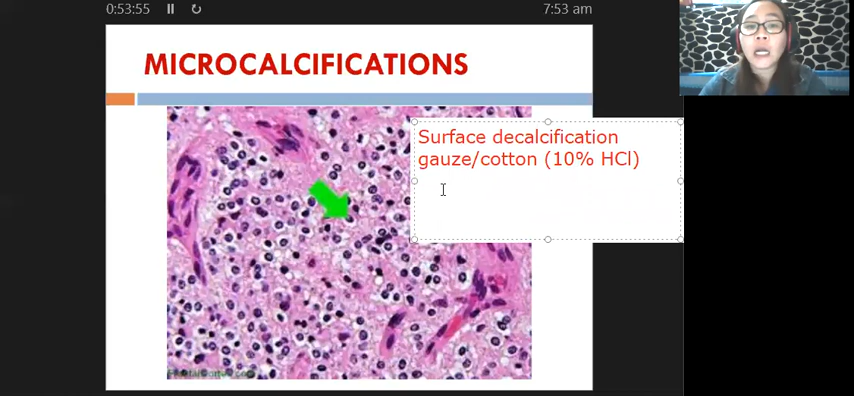 0:53:55
7:53 am
MICROCALCIFICATIONS
Surface decalcification
gauze/cotton (10% HCl)